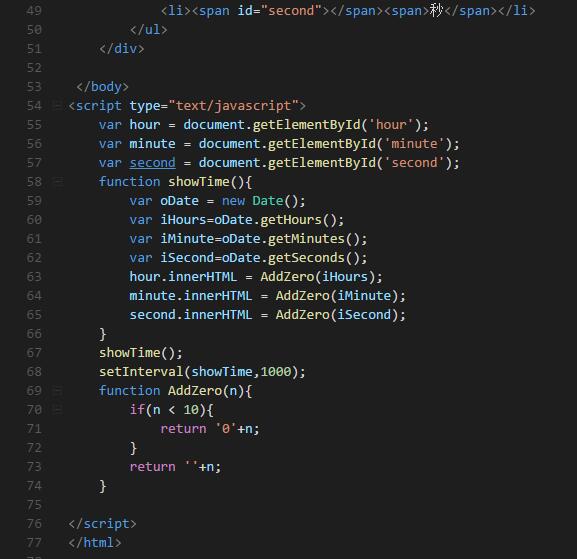 49 <li><span id="second"></span><span>秒</span></li>
50 </ul>
51 </div>
52
53 </body>
54 <script type="text/javascript">
55 var hour = document.getElementById('hour');
56 var minute = document.getElementById('minute');
57 var second = document.getElementById('second');
58 function showTime(){
59 var oDate = new Date();
60 var iHours=oDate.getHours();
61 var iMinute=oDate.getMinutes();
62 var iSecond=oDate.getSeconds();
63 hour.innerHTML = AddZero(iHours);
64 minute.innerHTML = AddZero(iMinute);
65 second.innerHTML = AddZero(iSecond);
66 }
67 showTime();
68 setInterval(showTime,1000);
69 function AddZero(n){
70 if(n < 10){
71 return '0'+n;
72 }
73 return ''+n;
74 }
75
76 </script>
77 </html>